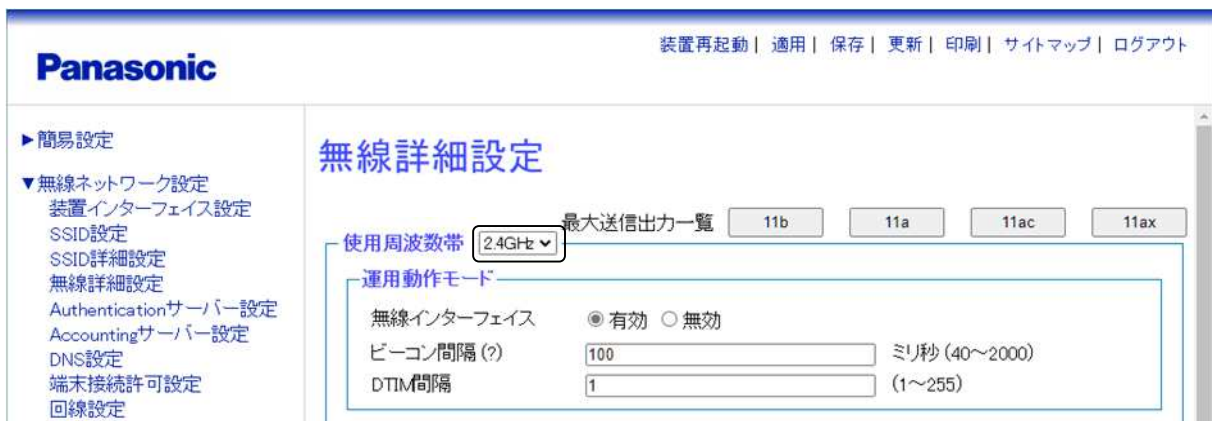 装置再起動| 適用| 保存| 更新| 印刷| サイトマップ| ログアウト
Panasonic
▶簡易設定
▼無線ネットワーク設定
装置インターフェイス設定
SSID設定
SSID詳細設定
無線詳細設定
Authenticationサーバー設定
Accountingサーバー設定
DNS設定
端末接続許可設定
回線設定
無線詳細設定
最大送信出力一覧 11b 11a 11ac 11ax
使用周波数帯 2.4GHz
運用動作モード
無線インターフェイス 有効 無効
ビーコン間隔(?) 100 ミリ秒(40～2000)
DTIM間隔 1 (1～255)